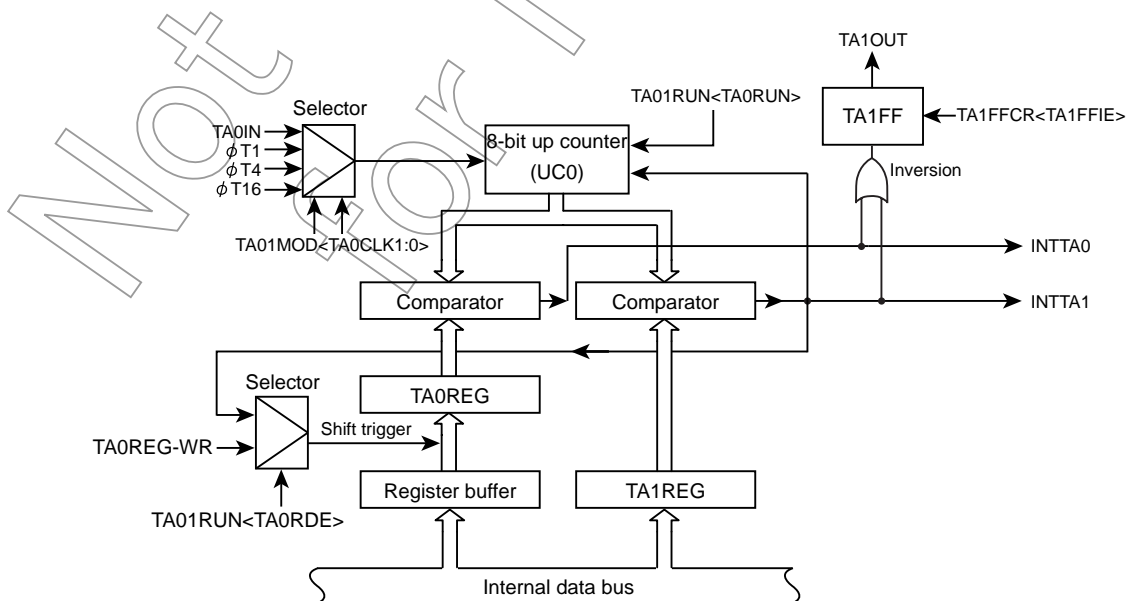 Not for
TA1OUT
Selector
TA01RUN<TA0RUN>
TA1FF
TA1FFCR<TA1FFIE>
TA0IN
ϕT1
ϕT4
ϕT16
8-bit up counter
(UC0)
Inversion
TA01MOD<TA0CLK1:0>
INTTA0
Comparator
Comparator
INTTA1
Selector
TA0REG
Shift trigger
TA0REG-WR
Register buffer
TA1REG
TA01RUN<TA0RDE>
Internal data bus